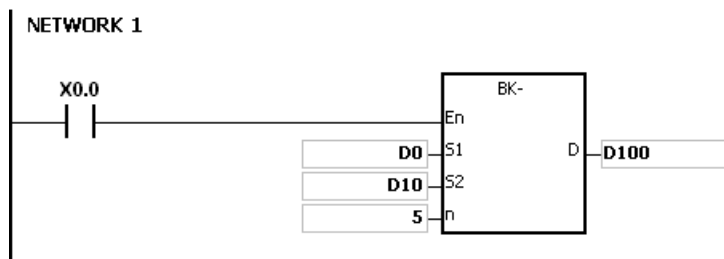 NETWORK 1
X0.0
BK-
En
D0 S1 D D100
D10 S2
5 n